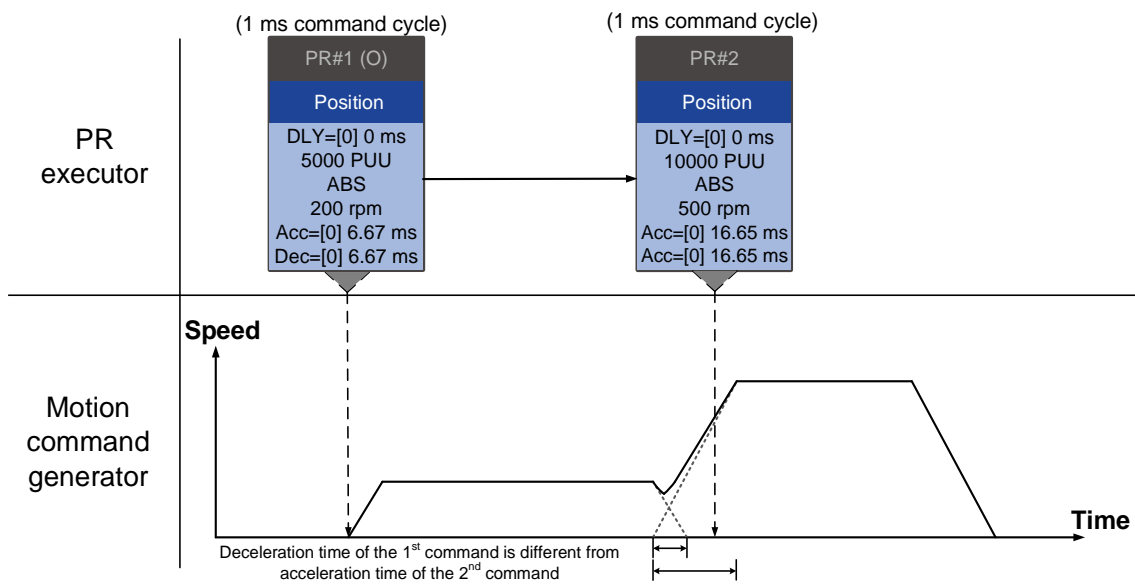 (1 ms command cycle)
PR#1 (O)
Position
DLY=[0] 0 ms
5000 PUU
ABS
200 rpm
Acc=[0] 6.67 ms
Dec=[0] 6.67 ms
(1 ms command cycle)
PR#2
Position
DLY=[0] 0 ms
10000 PUU
ABS
500 rpm
Acc=[0] 16.65 ms
Acc=[0] 16.65 ms
PR
executor
Speed
Motion
command
generator
Time
Deceleration time of the 1st command is different from
acceleration time of the 2nd command